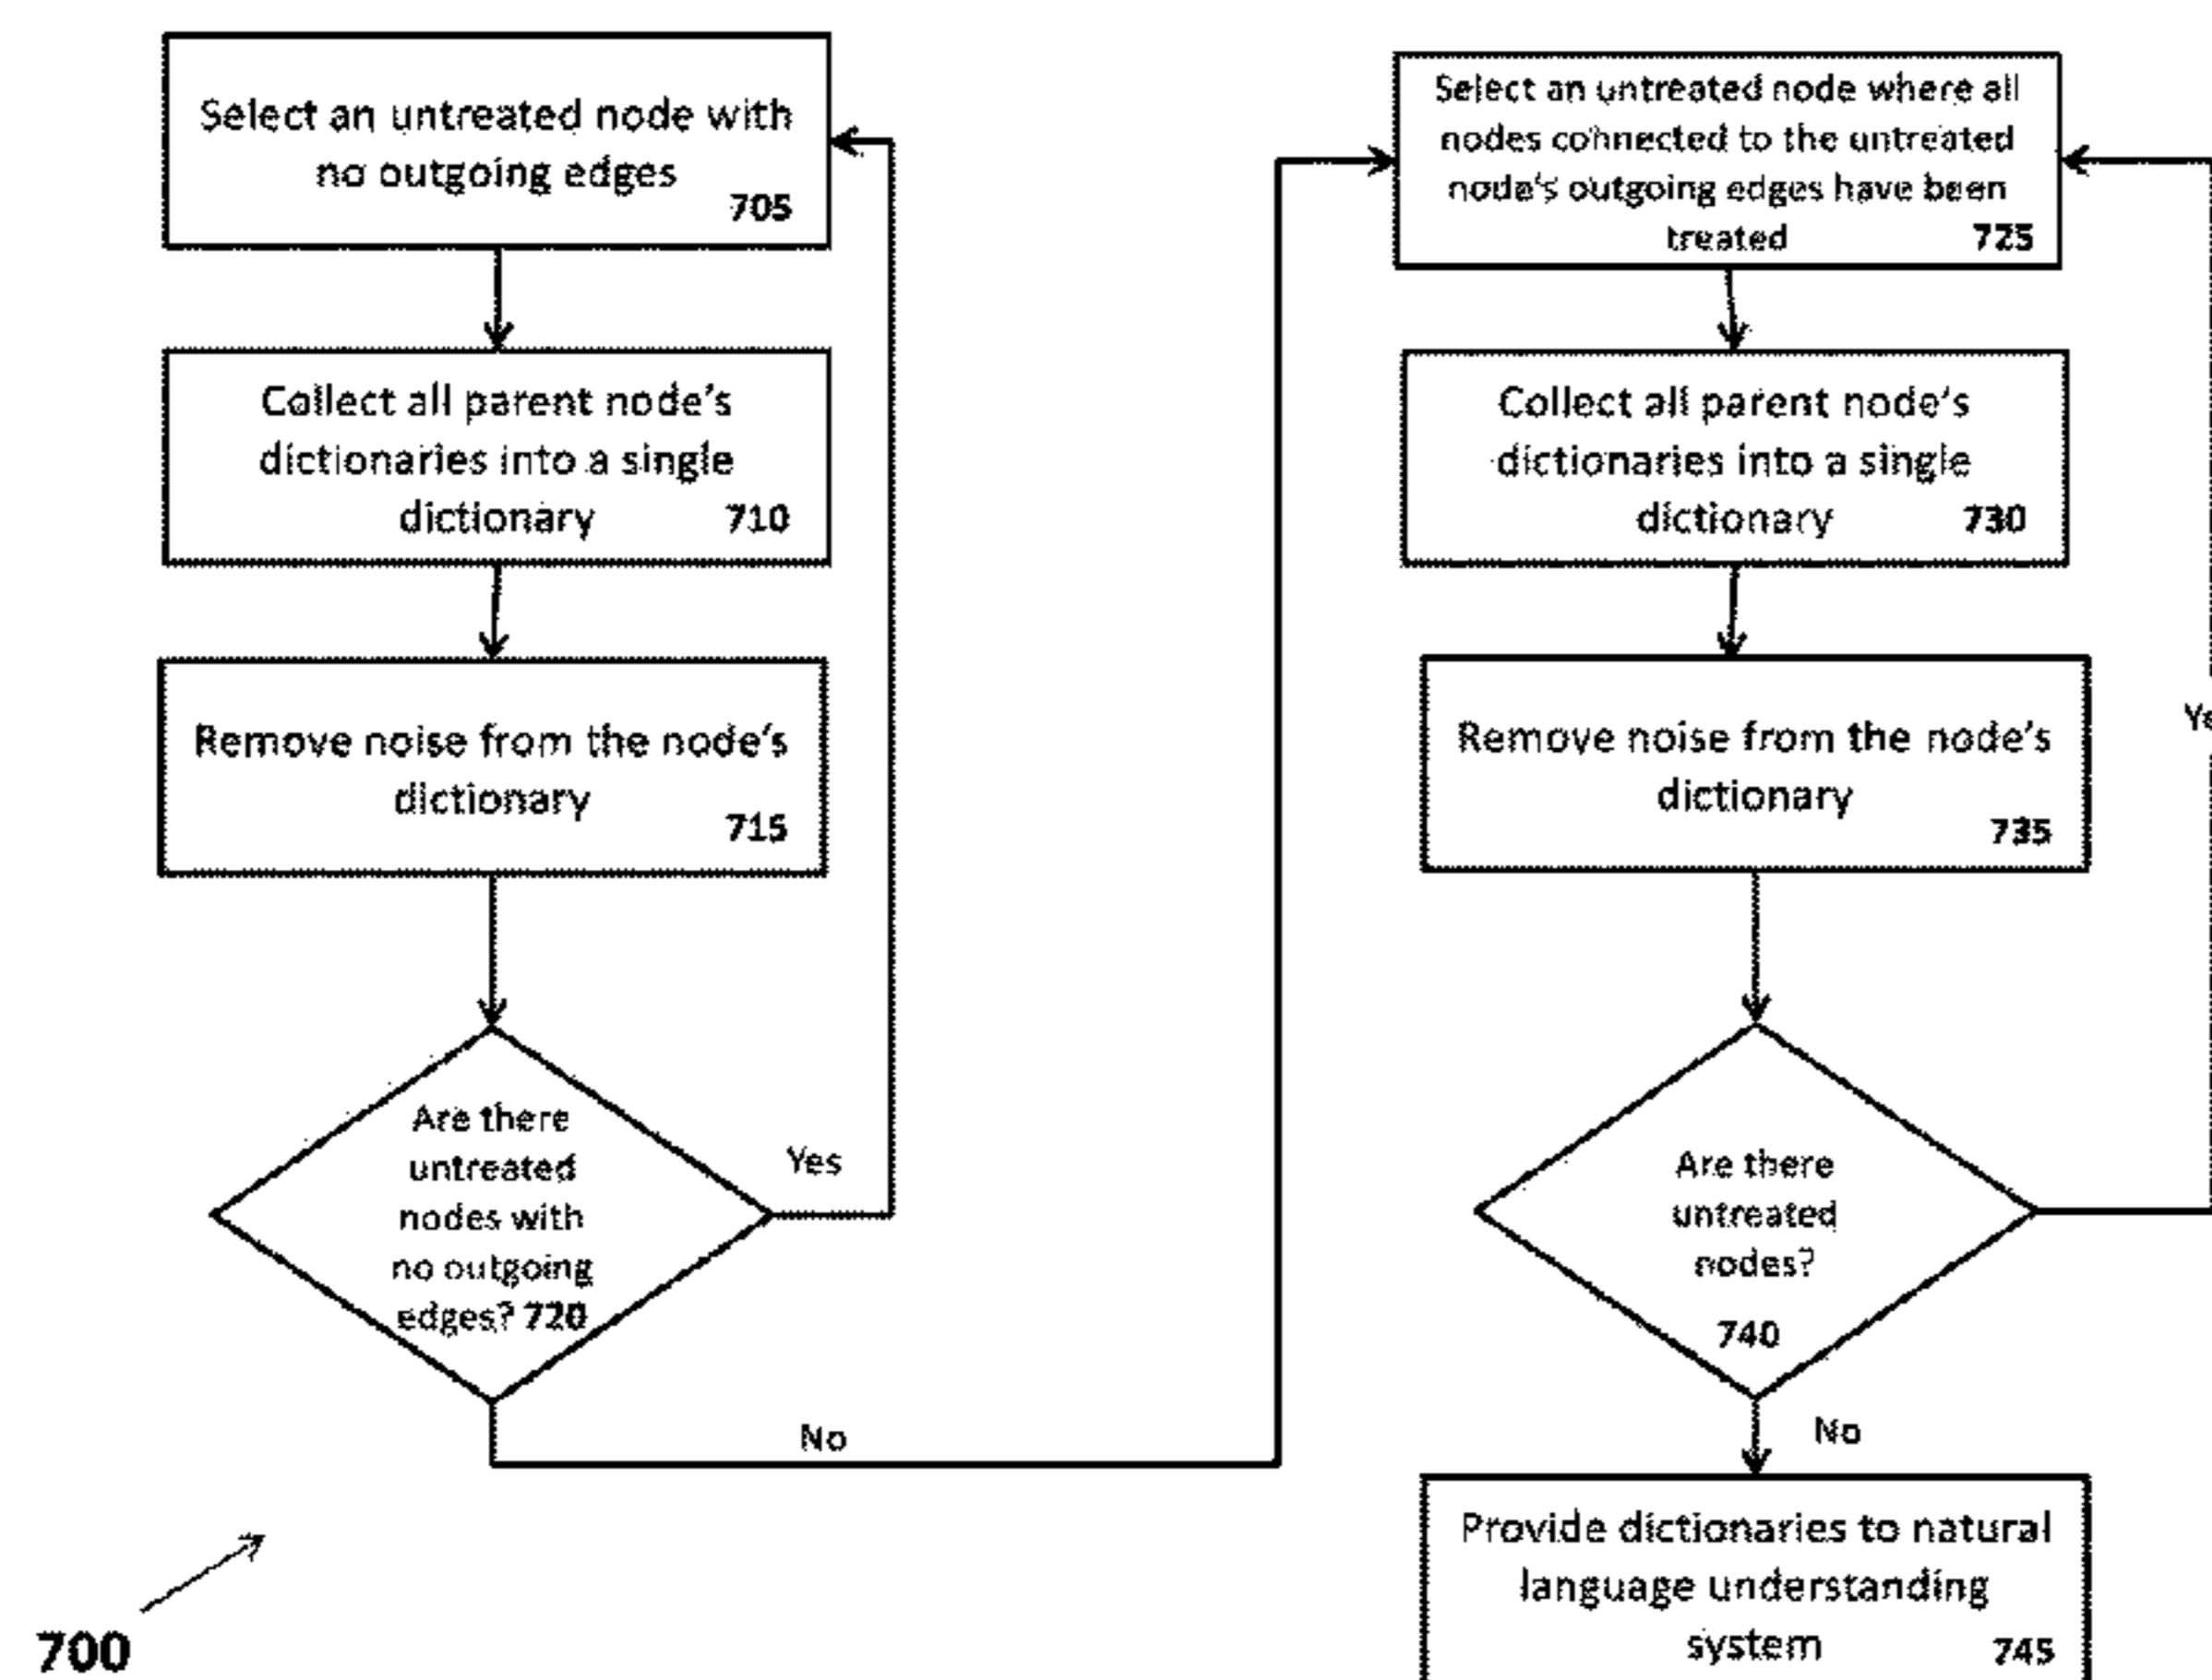 Select an untreated node with
no outgoing edges
705
Collect all parent node's
dictionaries into a single
dictionary 710
Remove noise from the node's
dictionary
715
Are there
untreated
nodes with
no outgoing
edges? 720
Yes
No
700
Select an untreated node where all
nodes connected to the untreated
node's outgoing edges have been
treated 725
Collect all parent node's
dictionaries into a single
dictionary 730
Remove noise from the node's
dictionary
735
Are there
untreated
nodes?
740
No
Provide dictionaries to natural
language understanding
system 745